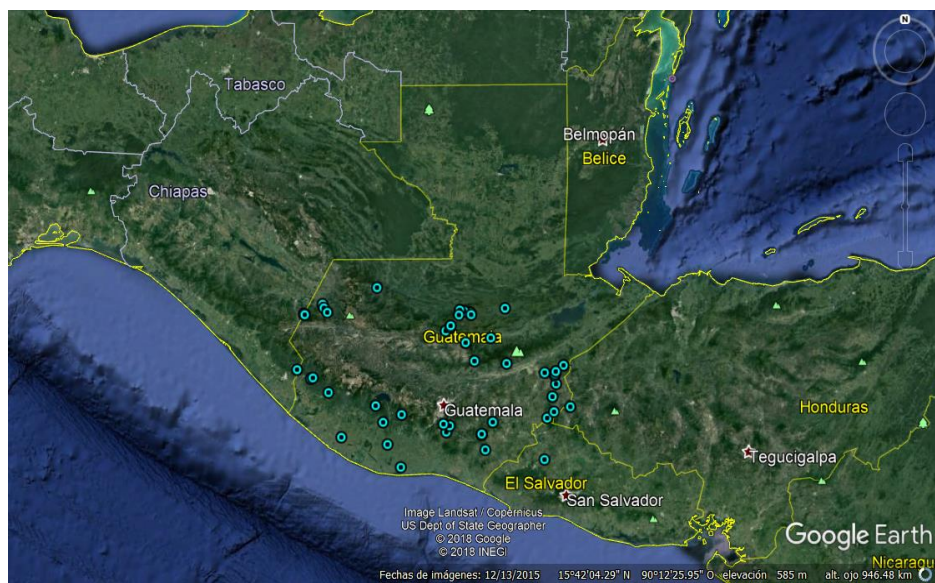 N
Tabasco
Belmopán
Belice
Chiapas
Guatemala
Guatemala
Honduras
Tegucigalpa
El Salvador
San Salvador
Image Landsat / Copernicus
US Dept of State Geographer
© 2018 Google
© 2018 INEGI
Google Earth
Nicaragu
Fechas de imágenes: 12/13/2015 15°42'04.29" N 90°12'25.95" O elevación 585 m alt. ojo 946.48 km